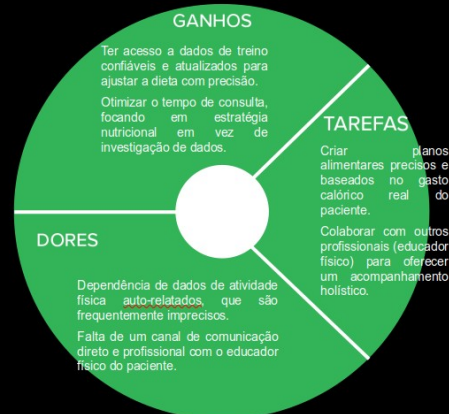 GANHOS
Ter acesso a dados de treino
confiáveis e atualizados para
ajustar a dieta com precisão.
Otimizar o tempo de consulta,
focando em estratégia
nutricional em vez de
investigação de dados.
TAREFAS
Criar planos
alimentares precisos e
baseados no gasto
calórico real do
paciente.
Colaborar com outros
profissionais (educador
físico) para oferecer
um acompanhamento
holístico.
DORES
Dependência de dados de atividade
física autorrelatados, que são
frequentemente imprecisos.
Falta de um canal de comunicação
direto e profissional com o educador
físico do paciente.